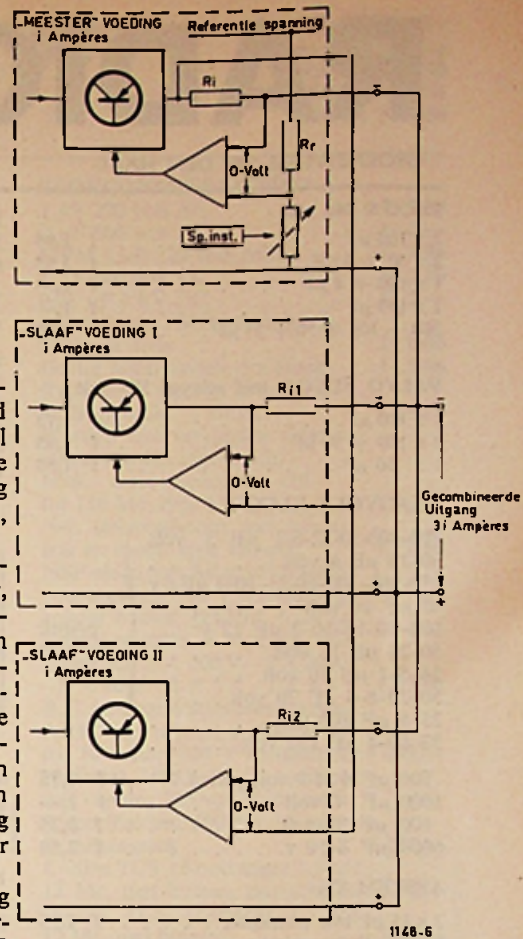 „MEESTER" VOEDING
i Ampères
Referentie spanning
Ri
Rr
0-Volt
Sp. inst.
-
+
„SLAAF" VOEDING I
i Ampères
Ri1
0-Volt
-
-
Gecombineerde
Uitgang
3i Ampères
+
+
„SLAAF" VOEDING II
i Ampères
Ri2
-
0-Volt
+
1148-6